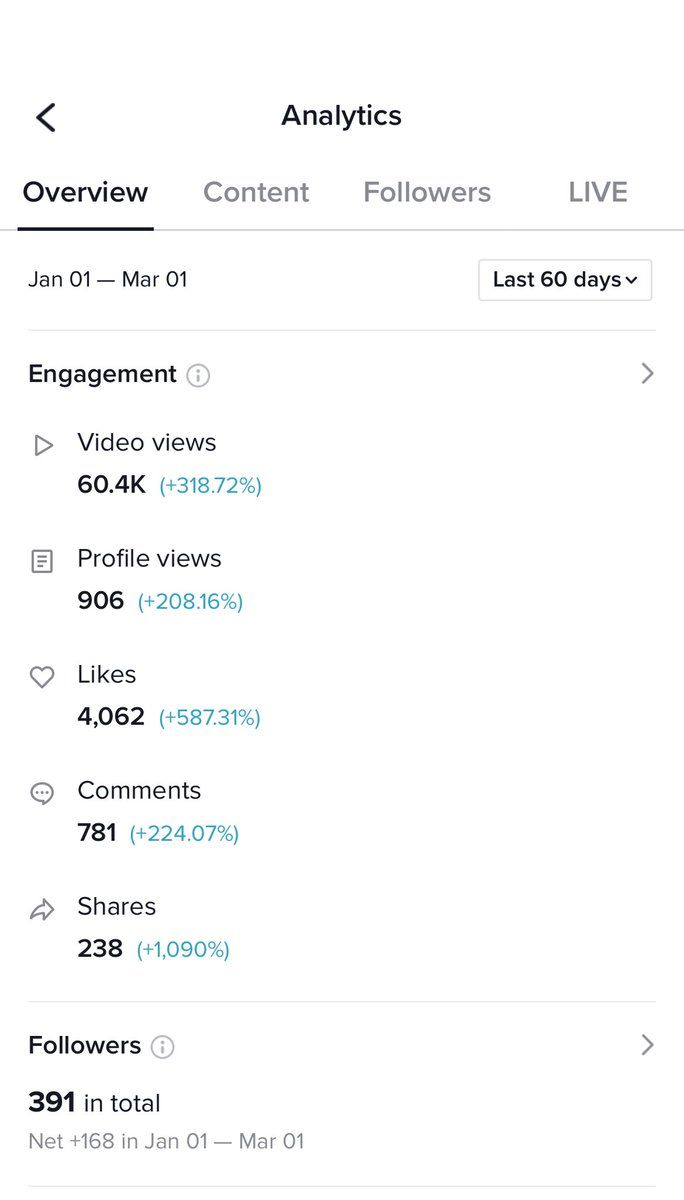 Analytics
Overview Content Followers LIVE
Jan 01 — Mar 01 Last 60 days
Engagement
Video views
60.4K (+318.72%)
Profile views
906 (+208.16%)
Likes
4,062 (+587.31%)
Comments
781 (+224.07%)
Shares
238 (+1,090%)
Followers
391 in total
Net +168 in Jan 01 — Mar 01